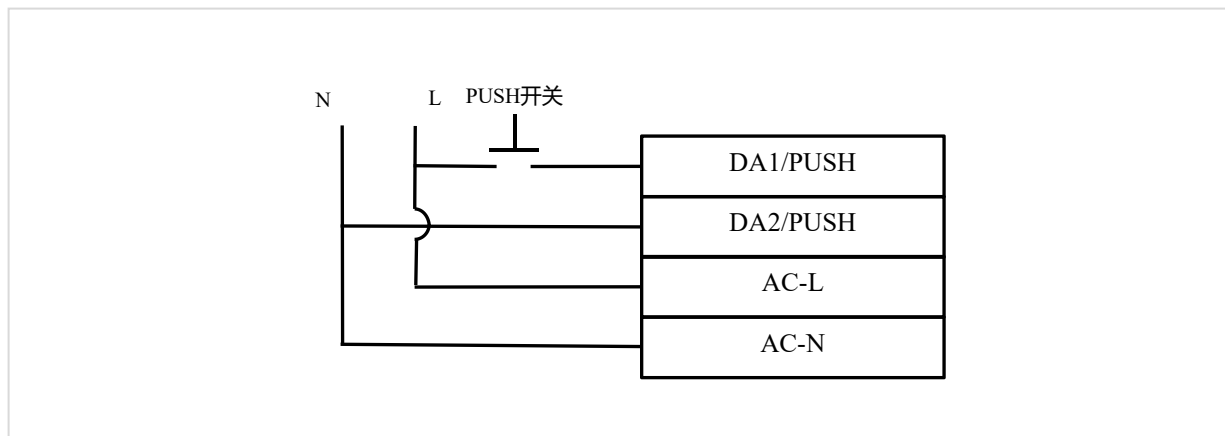 N L PUSH开关
DA1/PUSH
DA2/PUSH
AC-L
AC-N